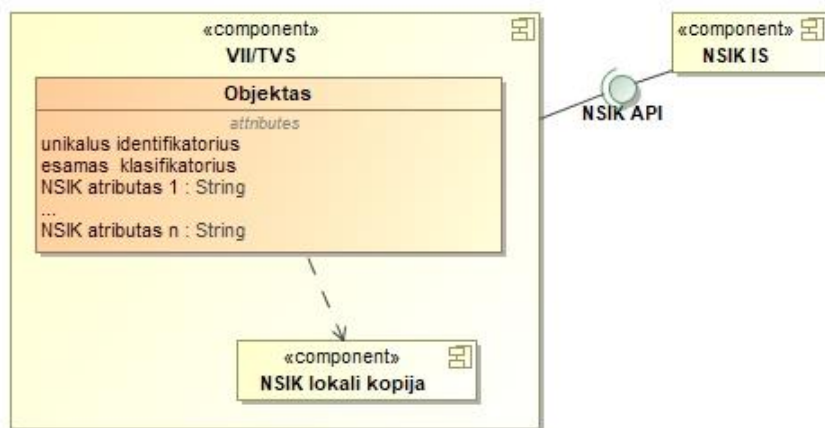 «component»
VII/TVS
Objektas
attributes
unikalus identifikatorius
esamas klasifikatorius
NSIK atributas 1 : String
...
NSIK atributas n : String
«component»
NSIK lokali kopija
NSIK API
«component»
NSIK IS